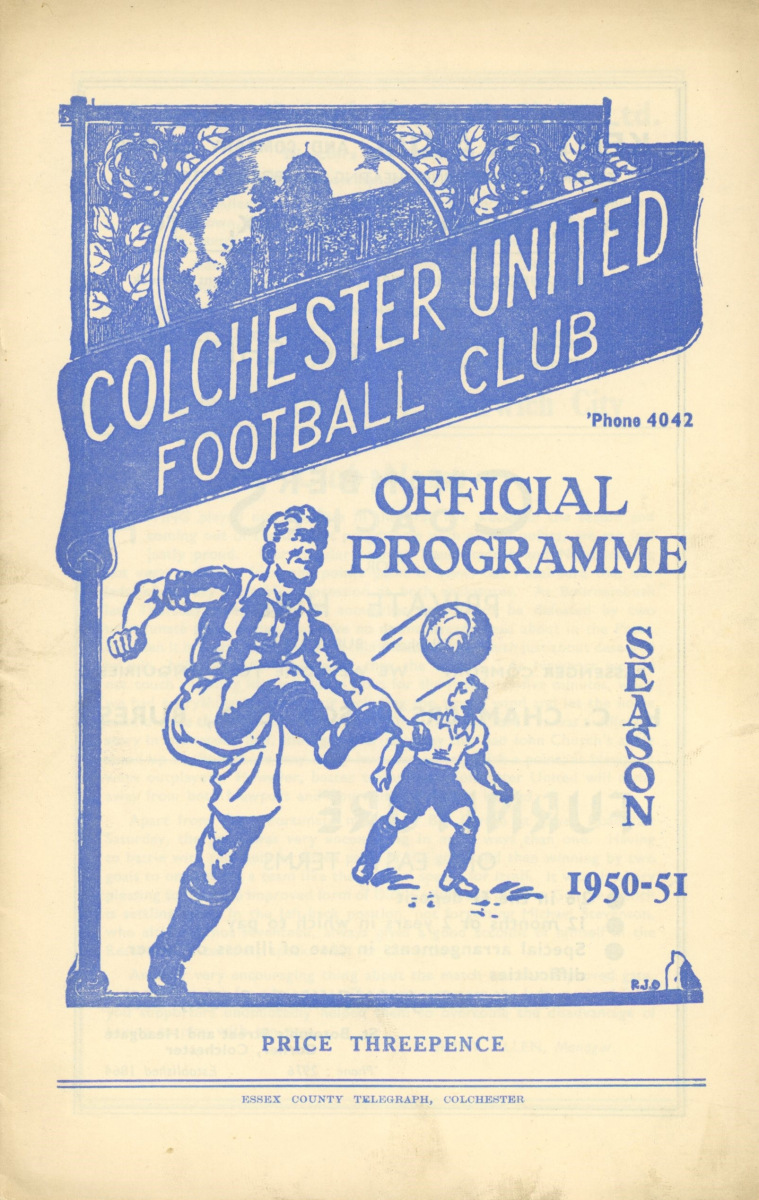 COLCHESTER UNITED
FOOTBALL CLUB
'Phone 4042
OFFICIAL
PROGRAMME
SEASON
1950-51
R.J.O
PRICE THREEPENCE
ESSEX COUNTY TELEGRAPH, COLCHESTER